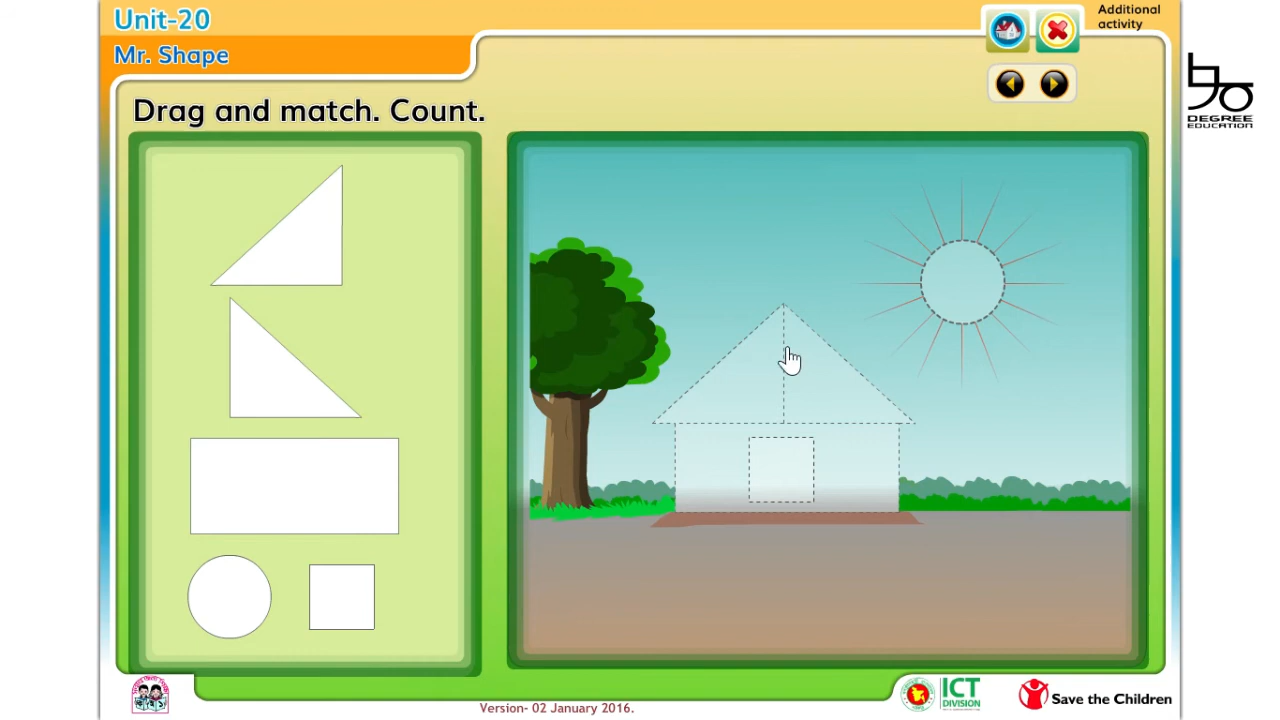 Unit-20
Additional
activity
Mr. Shape
Drag and match. Count.
DEGREE
EDUCATION
Version- 02 January 2016.
ICT
DIVISION
Save the Children